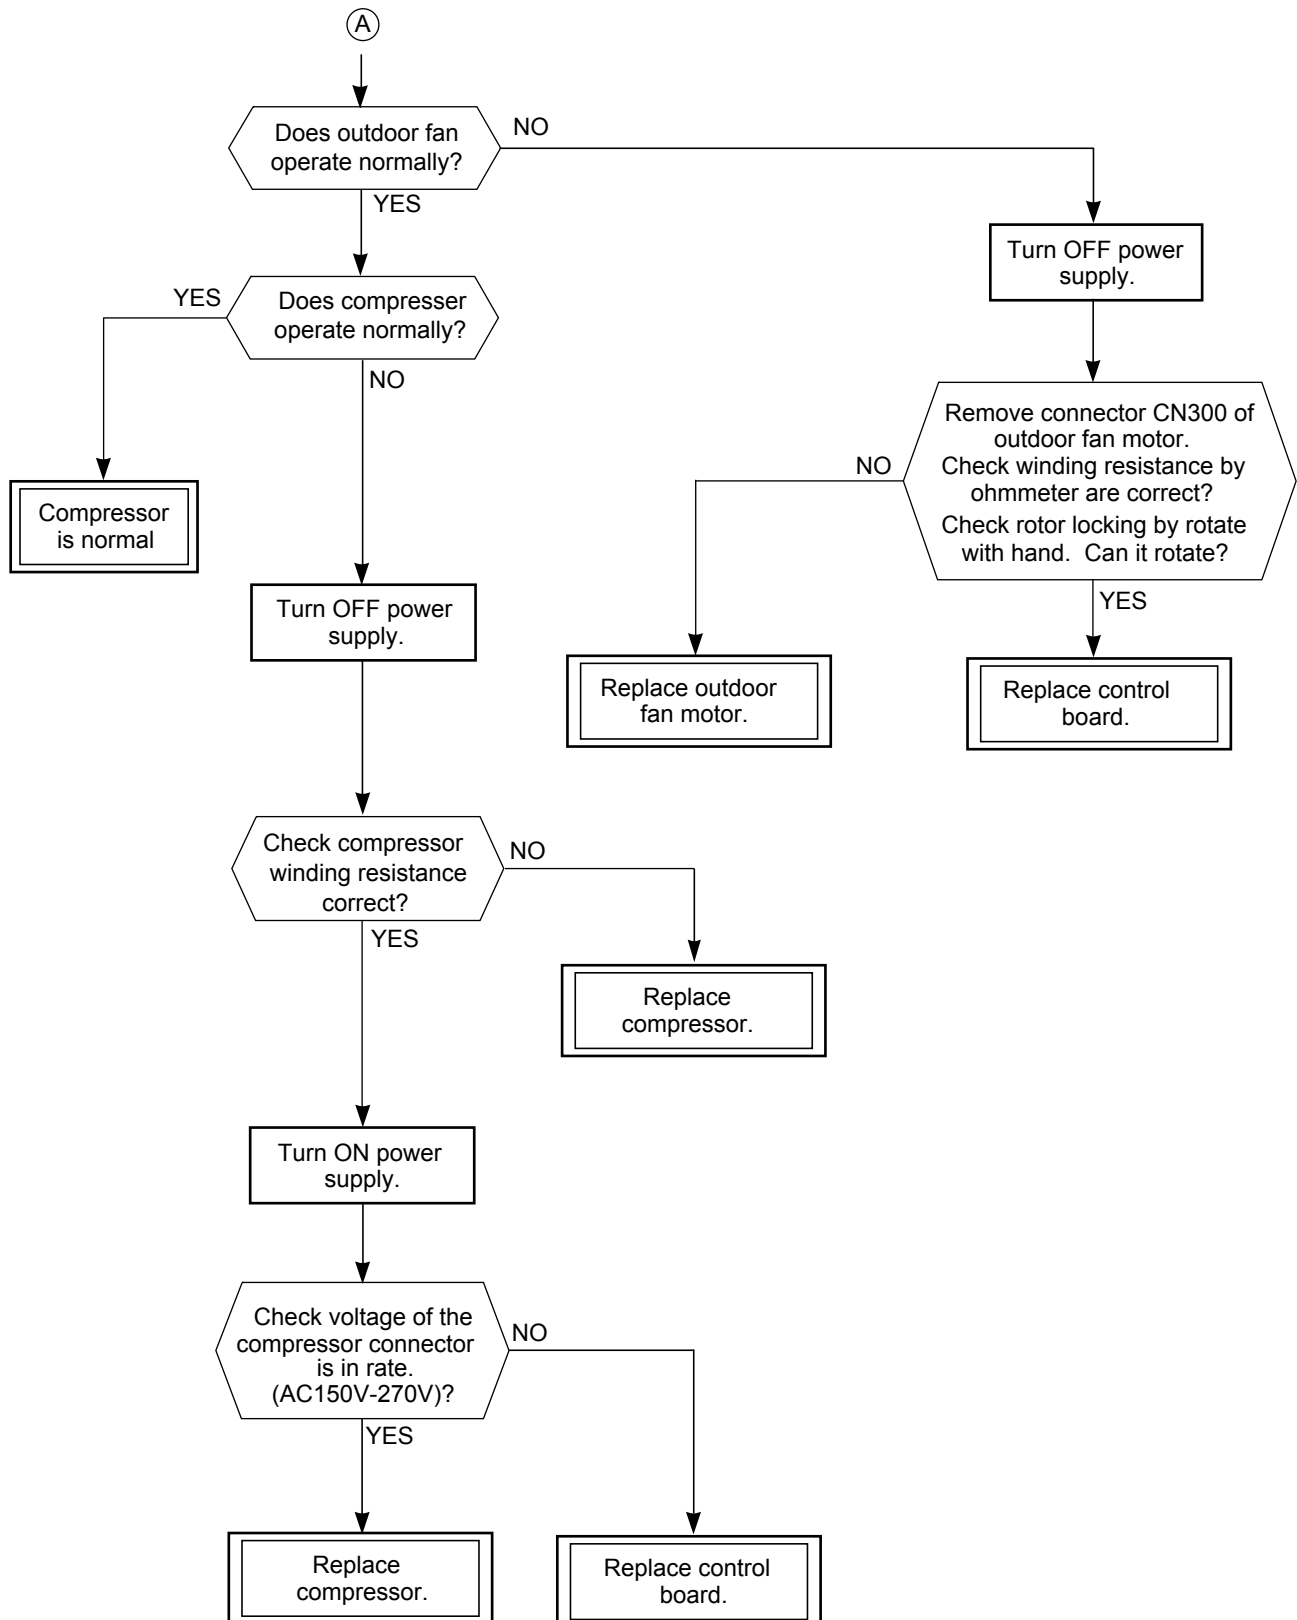 A
Does outdoor fan
operate normally?
NO
YES
Turn OFF power
supply.
YES
Does compresser
operate normally?
NO
Remove connector CN300 of
outdoor fan motor.
Check winding resistance by
ohmmeter are correct?
Check rotor locking by rotate
with hand. Can it rotate?
NO
YES
Compressor
is normal
Turn OFF power
supply.
Replace outdoor
fan motor.
Replace control
board.
Check compressor
winding resistance
correct?
NO
YES
Replace
compressor.
Turn ON power
supply.
Check voltage of the
compressor connector
is in rate.
(AC150V-270V)?
NO
YES
Replace
compressor.
Replace control
board.